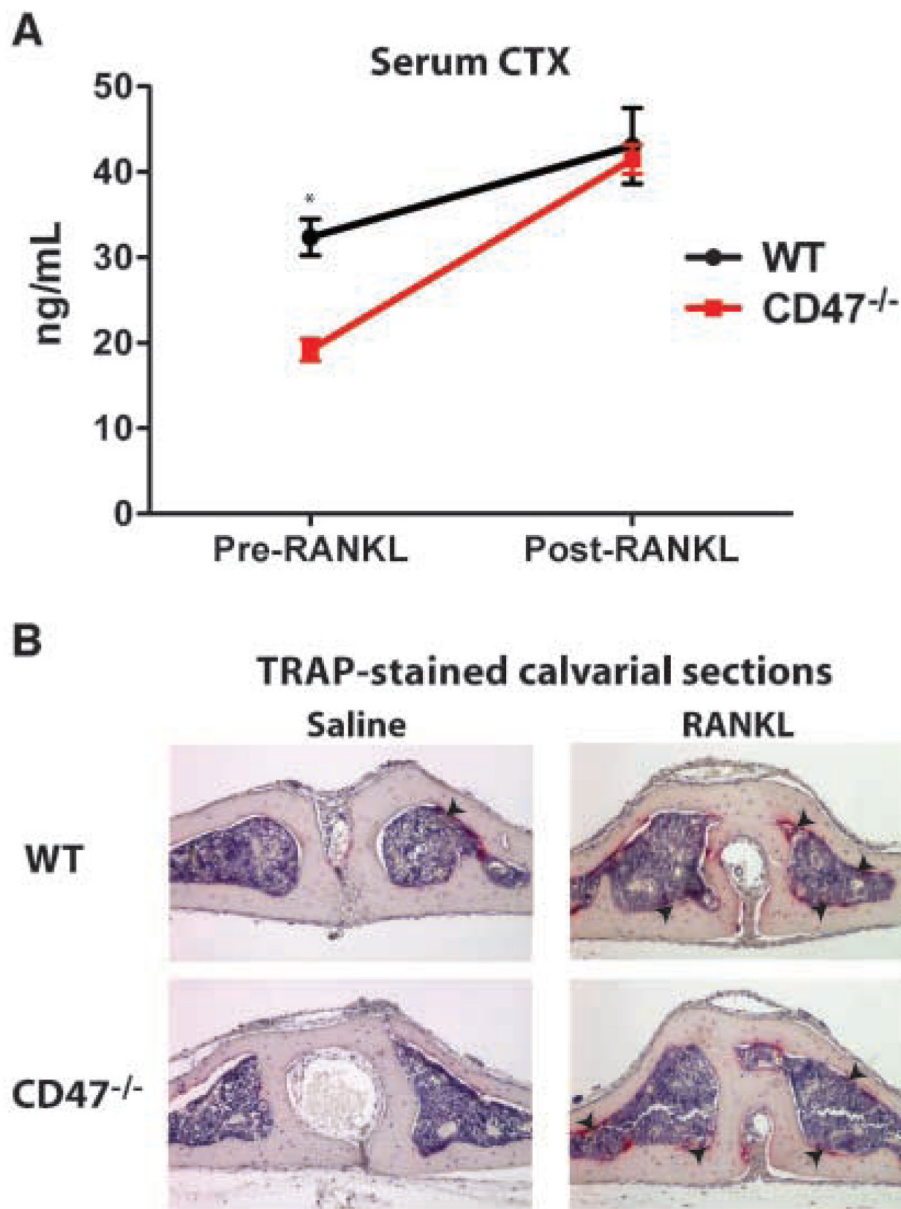 A
Serum CTX
50
40
30
20
10
0
ng/mL
*
WT
CD47-/-
Pre-RANKL
Post-RANKL
B
TRAP-stained calvarial sections
Saline
RANKL
WT
CD47-/-